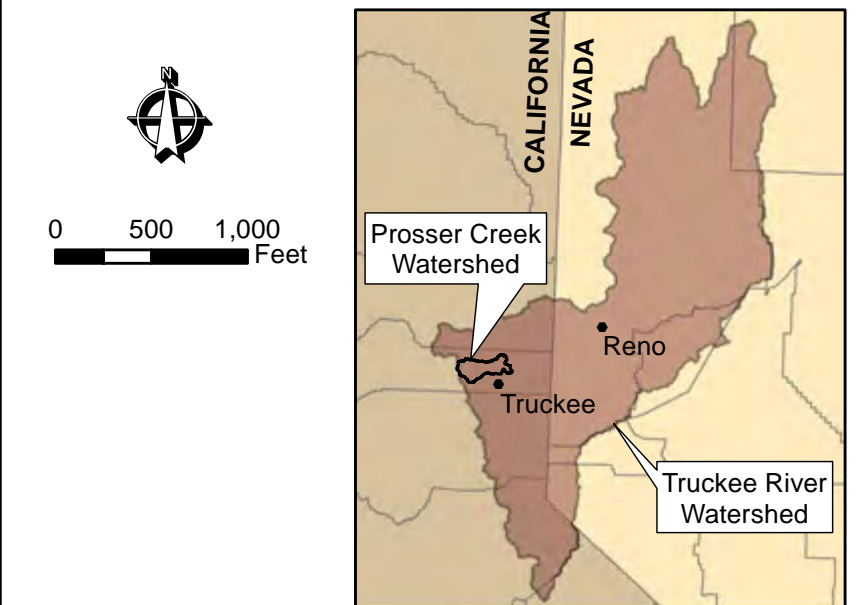 N
0 500 1,000
Feet
CALIFORNIA
NEVADA
Prosser Creek
Watershed
Reno
Truckee
Truckee River
Watershed